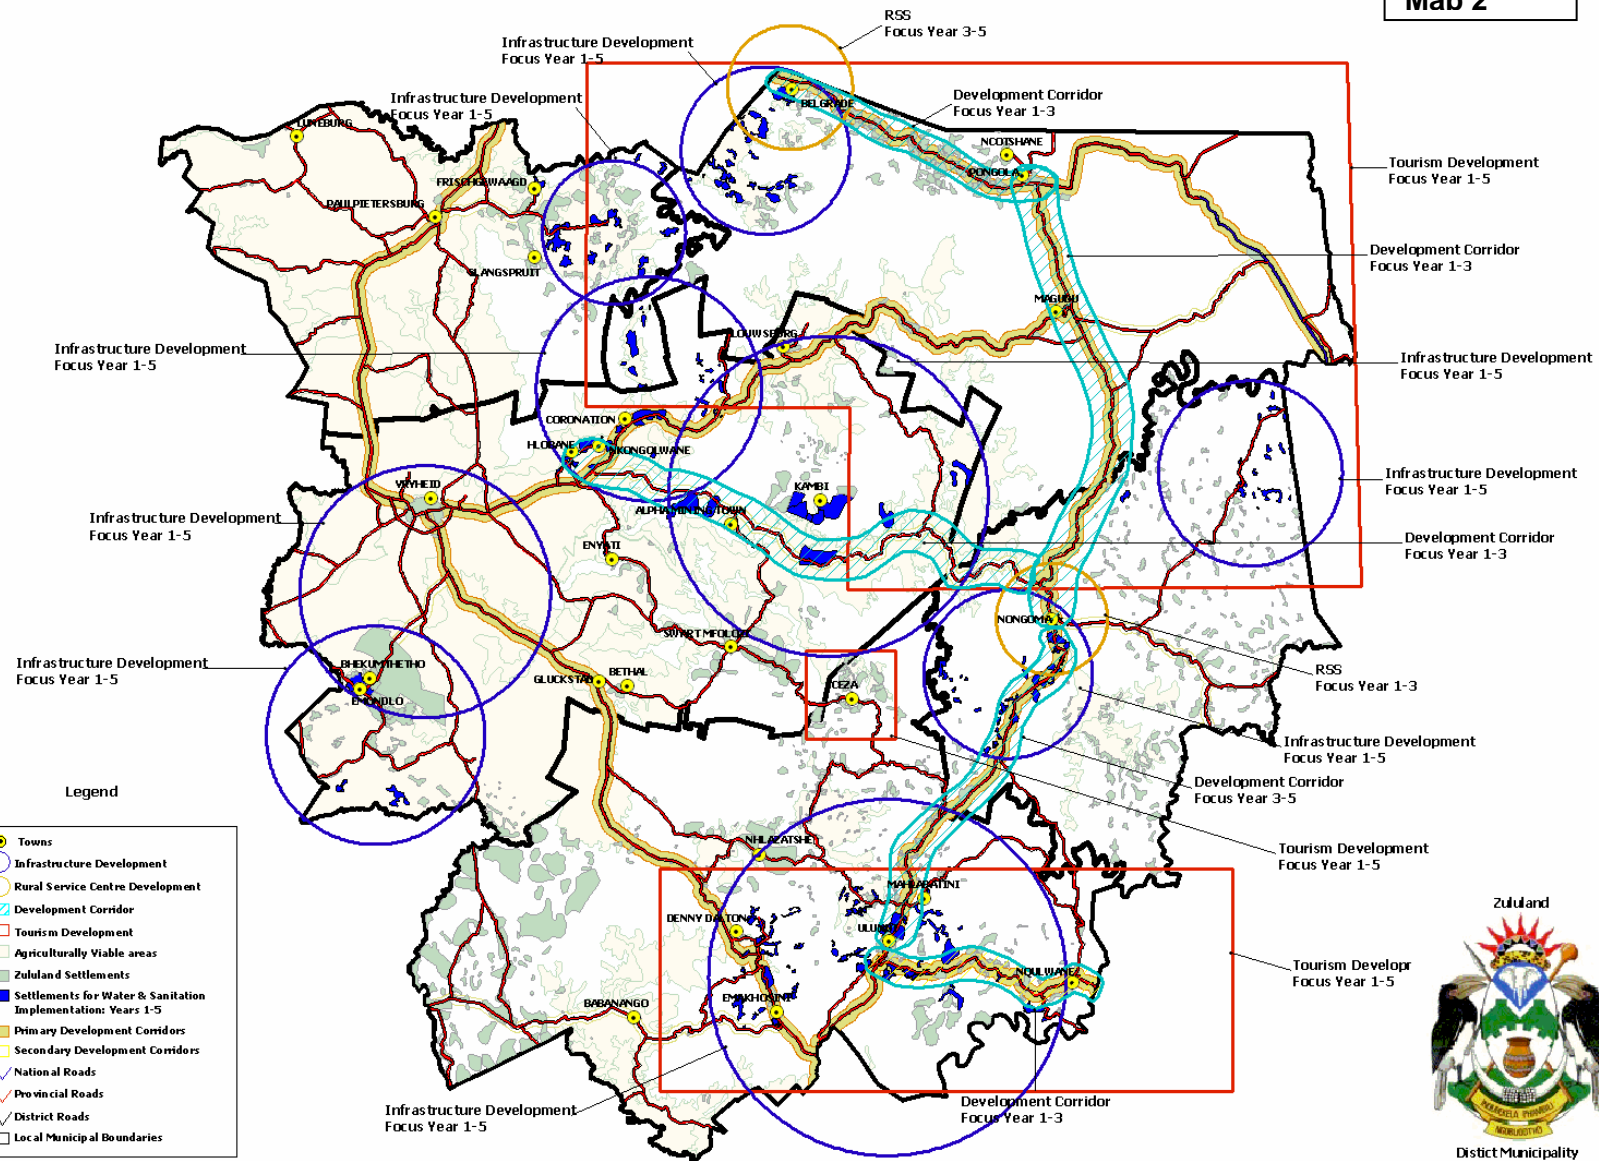 Map 2
RSS
Focus Year 3-5
Infrastructure Development
Focus Year 1-5
Infrastructure Development
Focus Year 1-5
Development Corridor
Focus Year 1-3
Tourism Development
Focus Year 1-5
Development Corridor
Focus Year 1-3
Infrastructure Development
Focus Year 1-5
Infrastructure Development
Focus Year 1-5
Infrastructure Development
Focus Year 1-5
Infrastructure Development
Focus Year 1-5
Development Corridor
Focus Year 1-3
Infrastructure Development
Focus Year 1-5
RSS
Focus Year 1-3
Infrastructure Development
Focus Year 1-5
Development Corridor
Focus Year 3-5
Tourism Development
Focus Year 1-5
Tourism Developr
Focus Year 1-5
Development Corridor
Focus Year 1-3
Infrastructure Development
Focus Year 1-5
LUNEBURG
BELGRADE
NCOTSHANE
PONGOLA
FRISCHGEWAAGD
PAULPIETERSBURG
GLANGSPRUIT
MAGUDU
LOUWSBURG
CORONATION
HLOBANE
NKONGOLWANE
VRYHEID
KAMBI
ALPHA MINING TOWN
ENYATI
NONGOMA
SWART MFOLOZI
BHEKUMTHETHO
EMONDLO
GLUCKSTAD
BETHAL
CEZA
NHLAZATSHE
MAHLABATINI
DENNY DALTON
ULUNDI
NQULWANE
BABANANGO
EMAKHOSINI
Legend
Towns
Infrastructure Development
Rural Service Centre Development
Development Corridor
Tourism Development
Agriculturally Viable areas
Zululand Settlements
Settlements for Water & Sanitation
Implementation: Years 1-5
Primary Development Corridors
Secondary Development Corridors
National Roads
Provincial Roads
District Roads
Local Municipal Boundaries
Zululand
Distict Municipality